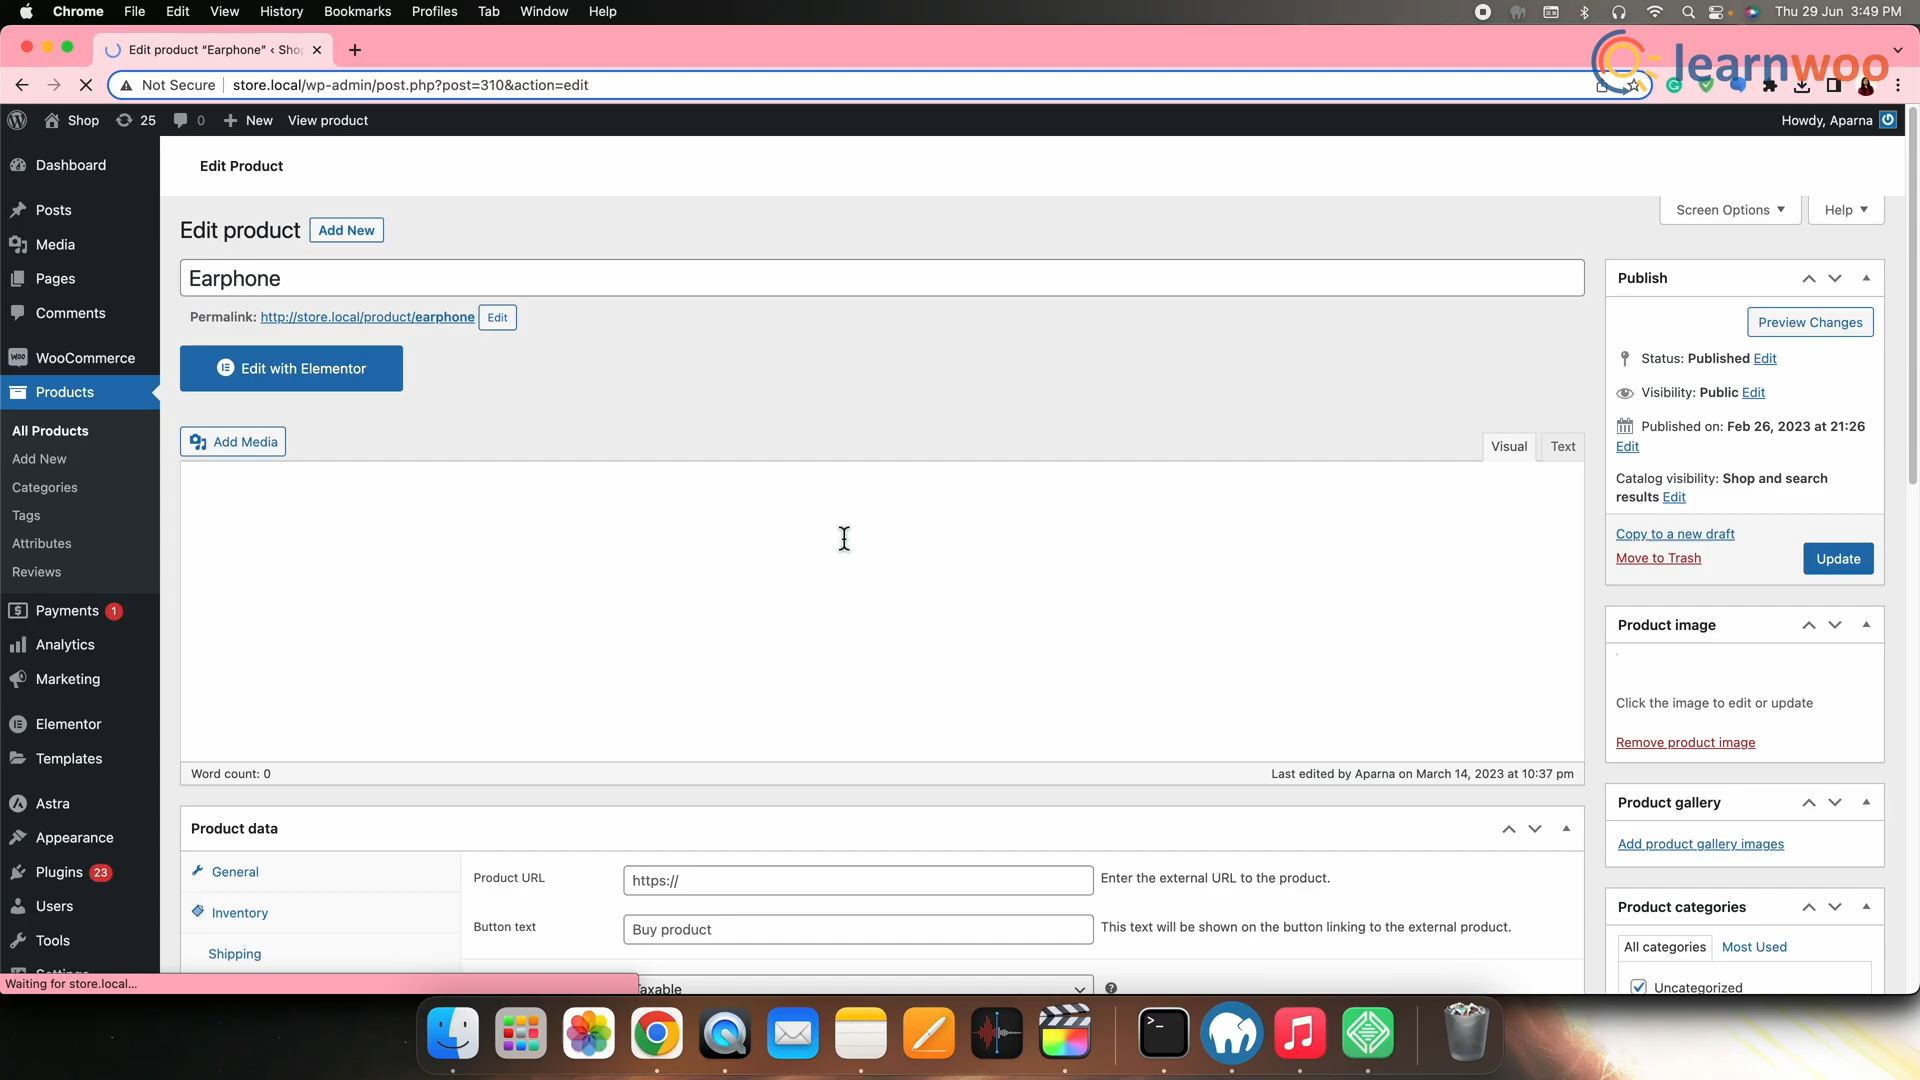 Chrome File Edit View History Bookmarks Profiles Tab Window Help Thu 29 Jun 3:49 PM
Edit product “Earphone” ‹ Sho
learnwoo
Not Secure store.local/wp-admin/post.php?post=310&action=edit
Shop 25 0 New View product Howdy, Aparna
Dashboard
Posts
Media
Pages
Comments
WooCommerce
Products
All Products
Add New
Categories
Tags
Attributes
Reviews
Payments 1
Analytics
Marketing
Elementor
Templates
Astra
Appearance
Plugins 23
Users
Tools
Waiting for store.local...
Edit Product
Screen Options Help
Edit product Add New
Earphone
Permalink: http://store.local/product/earphone Edit
Edit with Elementor
Add Media
Visual Text
Word count: 0 Last edited by Aparna on March 14, 2023 at 10:37 pm
Product data
General
Inventory
Shipping
Product URL https:// Enter the external URL to the product.
Button text Buy product This text will be shown on the button linking to the external product.
Taxable
Publish
Preview Changes
Status: Published Edit
Visibility: Public Edit
Published on: Feb 26, 2023 at 21:26
Edit
Catalog visibility: Shop and search
results Edit
Copy to a new draft
Move to Trash
Update
Product image
Click the image to edit or update
Remove product image
Product gallery
Add product gallery images
Product categories
All categories Most Used
Uncategorized